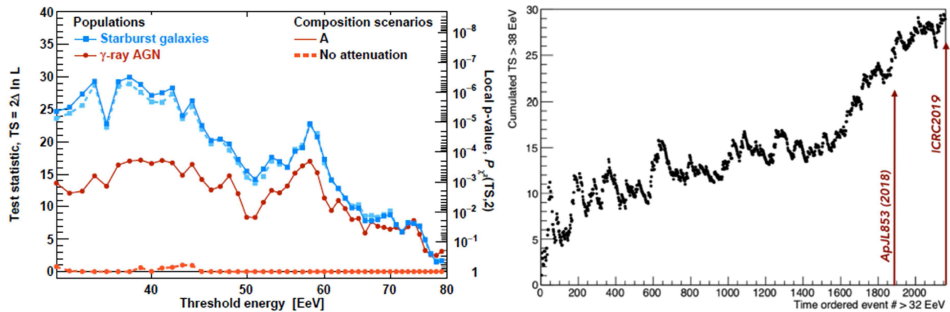 Populations
Starburst galaxies
γ-ray AGN
Composition scenarios
A
No attenuation
Test statistic, TS = 2Δ ln L
40
35
30
25
20
15
10
5
0
10⁻⁸
10⁻⁷
10⁻⁶
10⁻⁵
10⁻⁴
10⁻³
10⁻²
10⁻¹
1
Local p-value, Pχ²(TS,2)
40 50 60 70 80
Threshold energy [EeV]
Cumulated TS > 38 EeV
30
25
20
15
10
5
0
ApJL853 (2018)
ICRC2019
0 200 400 600 800 1000 1200 1400 1600 1800 2000
Time ordered event # > 32 EeV